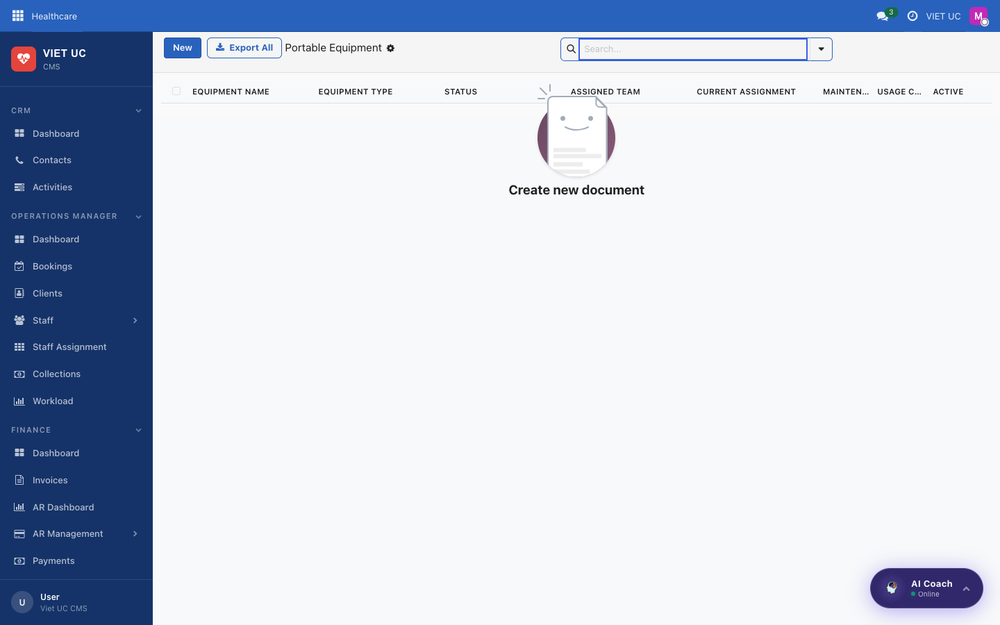 Healthcare
3
VIET UC
M
VIET UC
CMS
New
Export All
Portable Equipment
Search...
EQUIPMENT NAME
EQUIPMENT TYPE
STATUS
ASSIGNED TEAM
CURRENT ASSIGNMENT
MAINTEN...
USAGE C...
ACTIVE
Create new document
CRM
Dashboard
Contacts
Activities
OPERATIONS MANAGER
Dashboard
Bookings
Clients
Staff
Staff Assignment
Collections
Workload
FINANCE
Dashboard
Invoices
AR Dashboard
AR Management
Payments
U
User
Viet UC CMS
AI Coach
Online